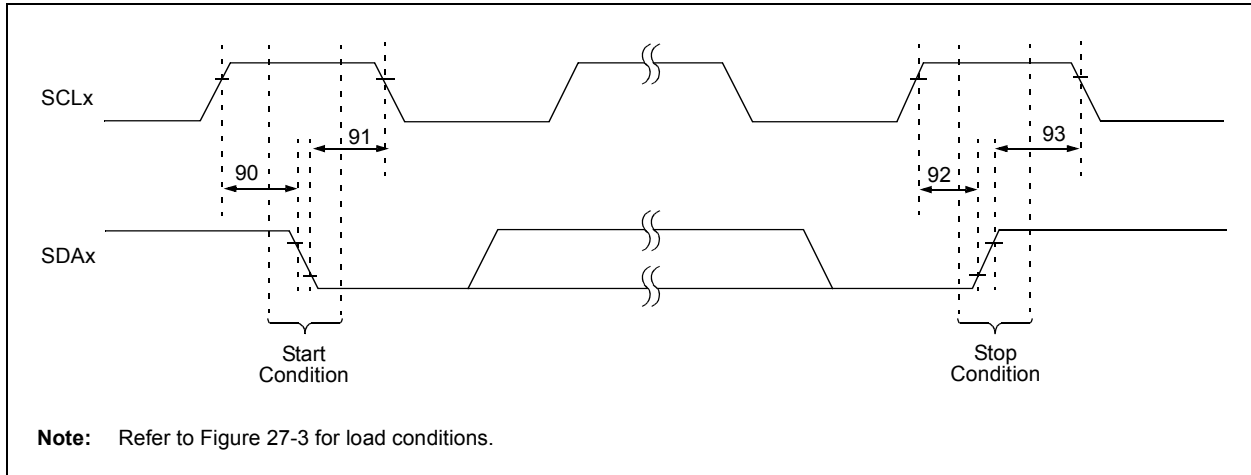 SCLx
91
93
90
92
SDAx
Start
Condition
Stop
Condition
Note: Refer to Figure 27-3 for load conditions.